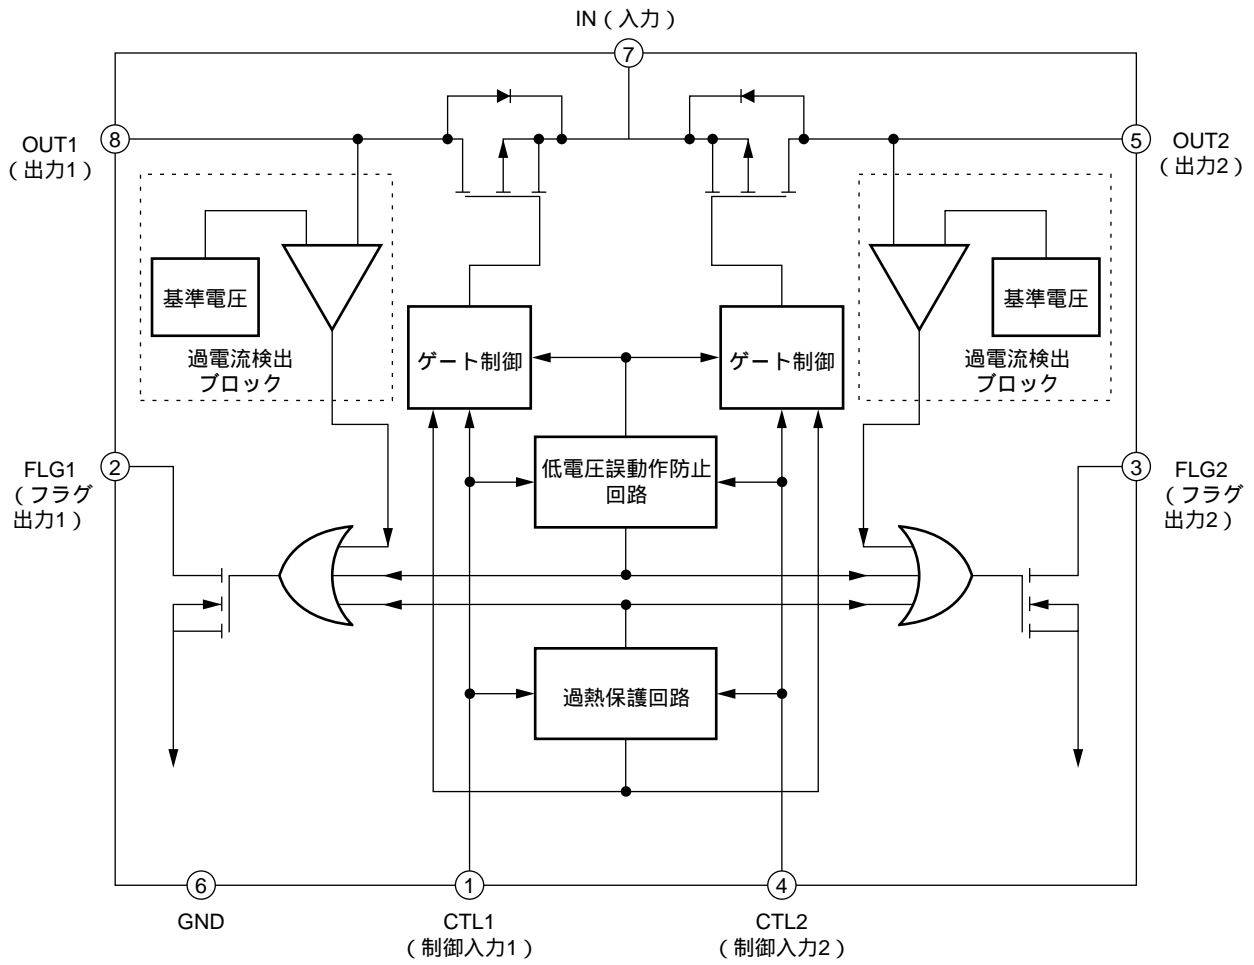 IN（入力）
7
8
OUT1
（出力1）
5
OUT2
（出力2）
基準電圧
過電流検出
ブロック
ゲート制御
ゲート制御
基準電圧
過電流検出
ブロック
2
FLG1
（フラグ
出力1）
低電圧誤動作防止
回路
3
FLG2
（フラグ
出力2）
過熱保護回路
6
GND
1
CTL1
（制御入力1）
4
CTL2
（制御入力2）